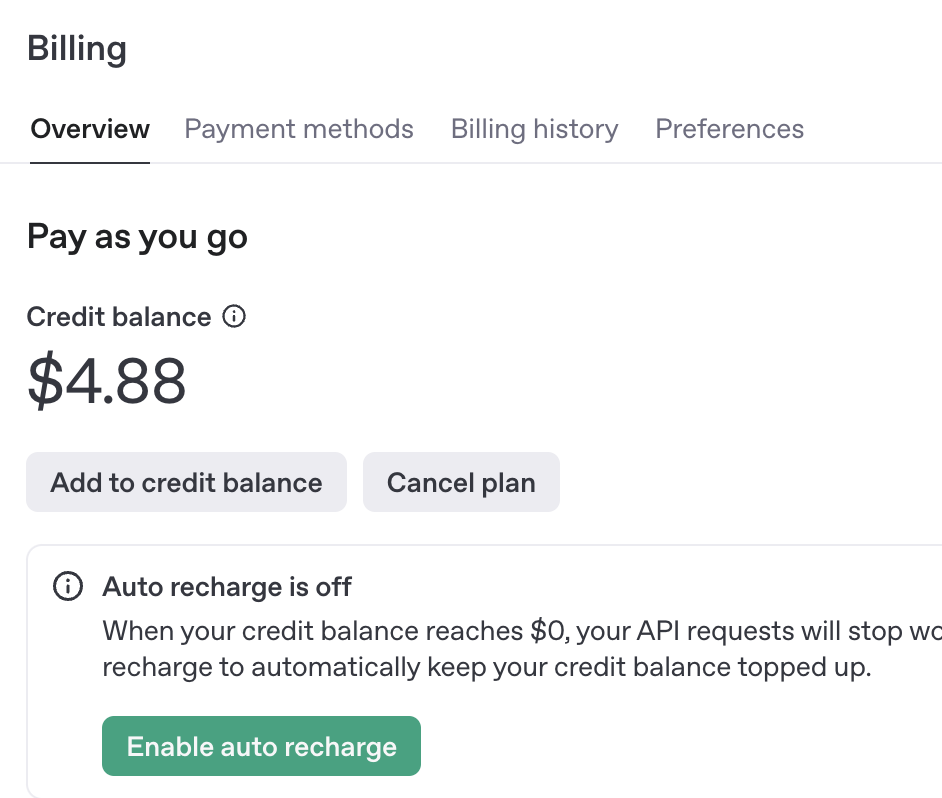 Billing
Overview Payment methods Billing history Preferences
Pay as you go
Credit balance
$4.88
Add to credit balance Cancel plan
Auto recharge is off
When your credit balance reaches $0, your API requests will stop
recharge to automatically keep your credit balance topped up.
Enable auto recharge